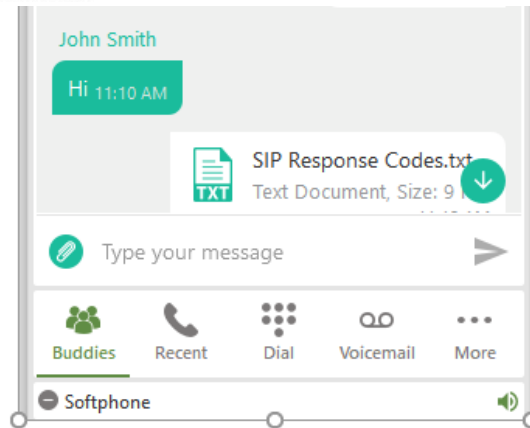 John Smith
Hi 11:10 AM
SIP Response Codes.txt
TXT
Text Document, Size: 9
Type your message
Buddies Recent Dial Voicemail More
Softphone